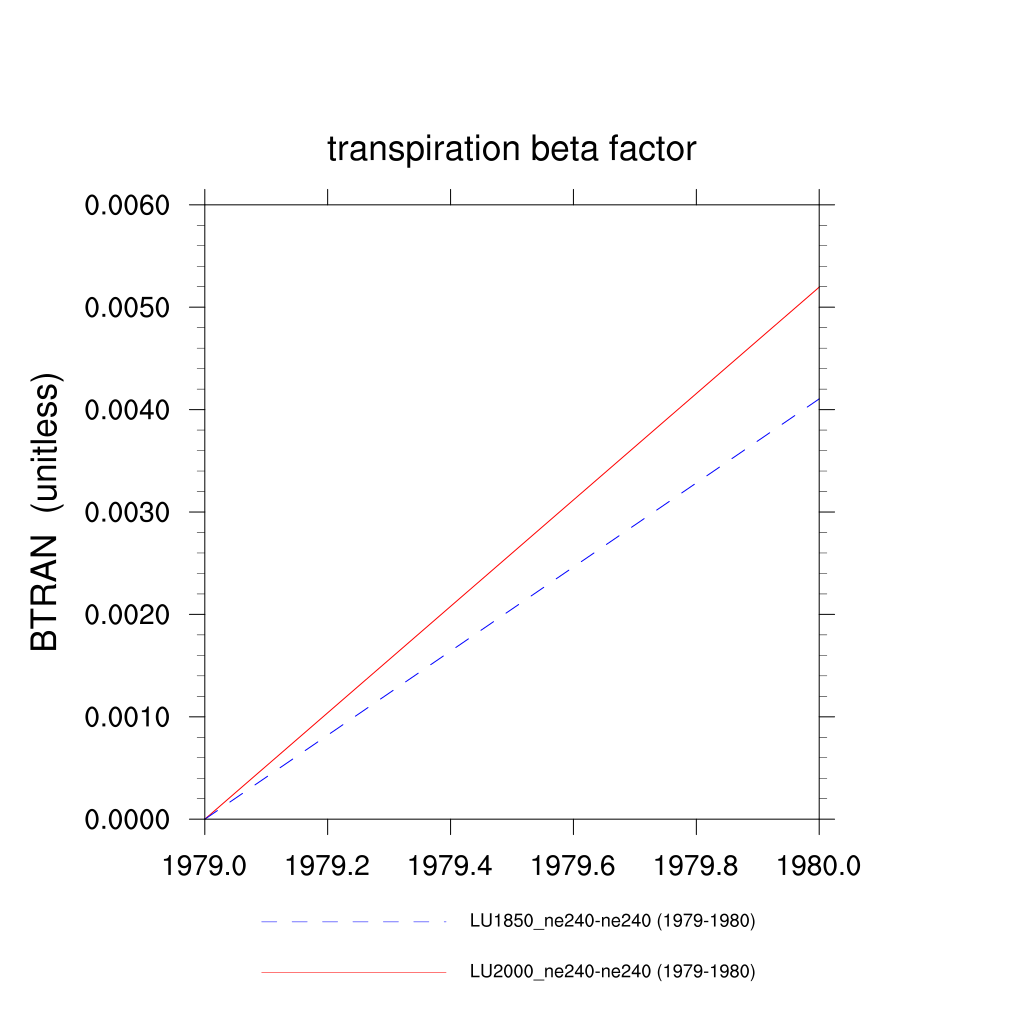 transpiration beta factor
0.0060
0.0050
0.0040
0.0030
0.0020
0.0010
0.0000
BTRAN (unitless)
1979.0 1979.2 1979.4 1979.6 1979.8 1980.0
LU1850_ne240-ne240 (1979-1980)
LU2000_ne240-ne240 (1979-1980)